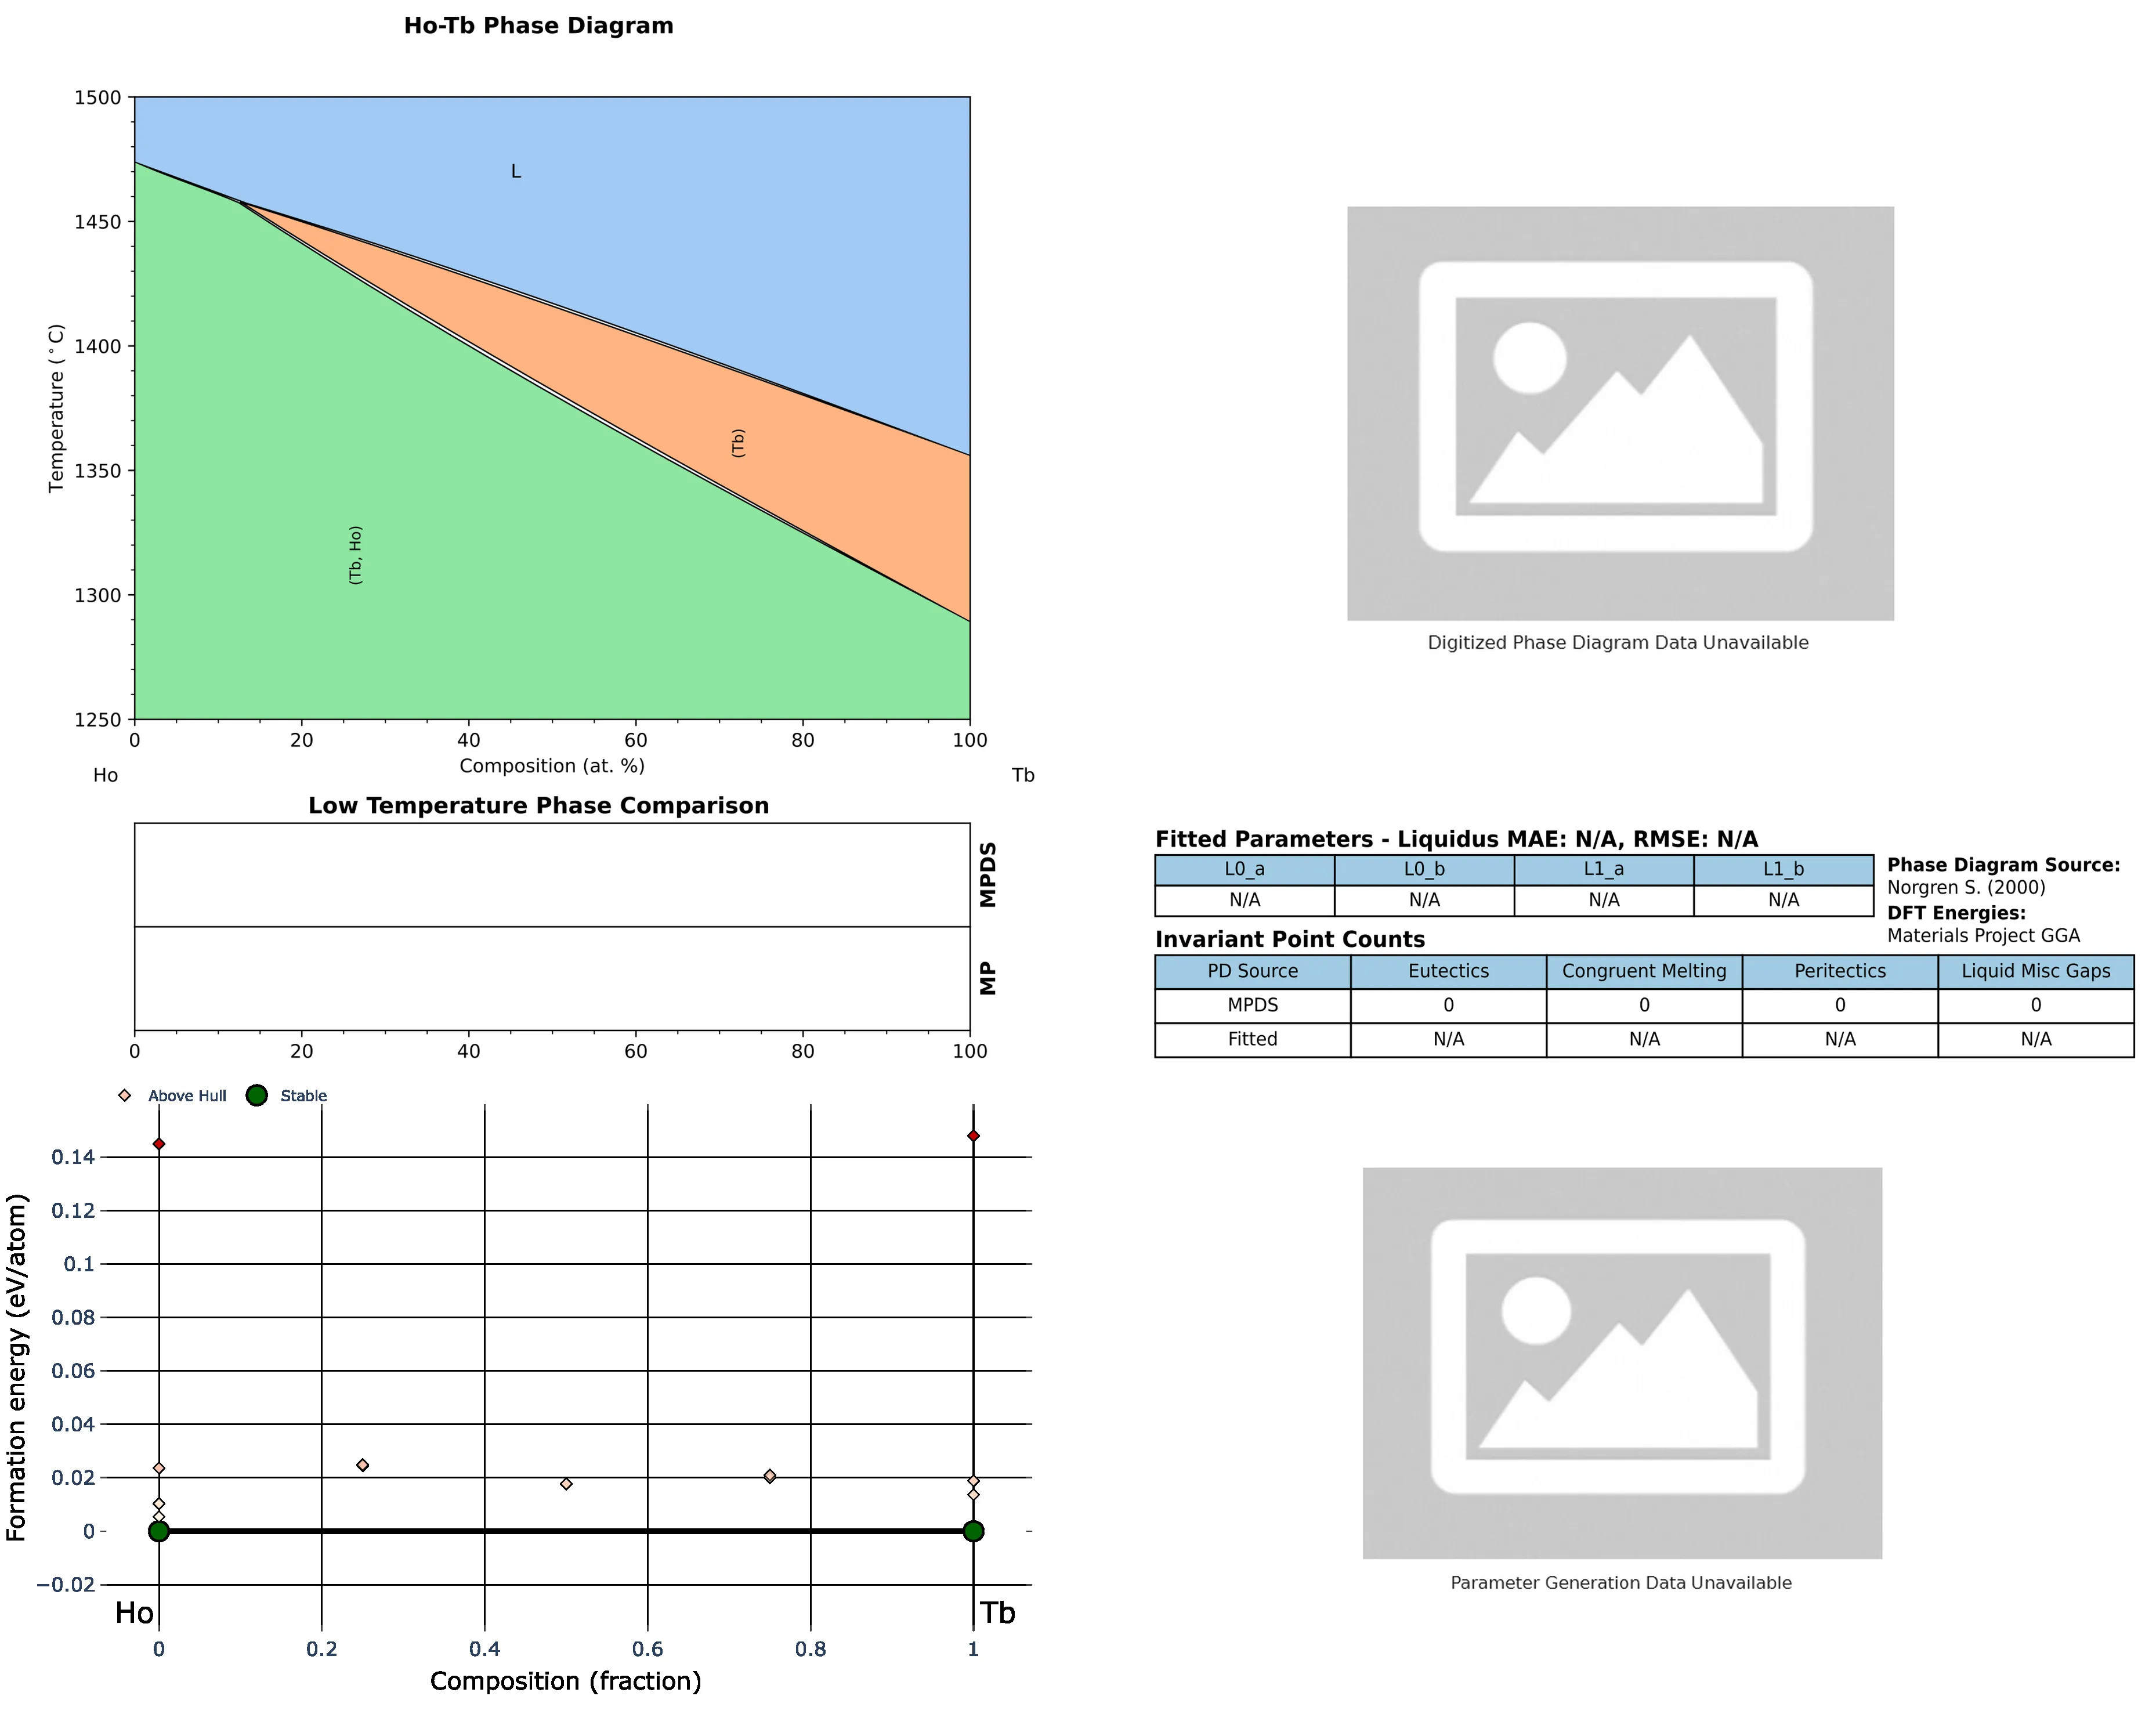 Ho-Tb Phase Diagram
1500
1450
1400
1350
1300
1250
Temperature (°C)
L
(Tb)
(Tb, Ho)
0 20 40 60 80 100
Composition (at. %)
Ho Tb
Digitized Phase Diagram Data Unavailable
Low Temperature Phase Comparison
MPDS
MP
0 20 40 60 80 100
Fitted Parameters - Liquidus MAE: N/A, RMSE: N/A
L0_a L0_b L1_a L1_b
N/A N/A N/A N/A
Phase Diagram Source:
Norgren S. (2000)
DFT Energies:
Materials Project GGA
Invariant Point Counts
PD Source Eutectics Congruent Melting Peritectics Liquid Misc Gaps
MPDS 0 0 0 0
Fitted N/A N/A N/A N/A
Above Hull Stable
0.14
0.12
0.1
0.08
0.06
0.04
0.02
0
−0.02
Formation energy (eV/atom)
Ho Tb
0 0.2 0.4 0.6 0.8 1
Composition (fraction)
Parameter Generation Data Unavailable